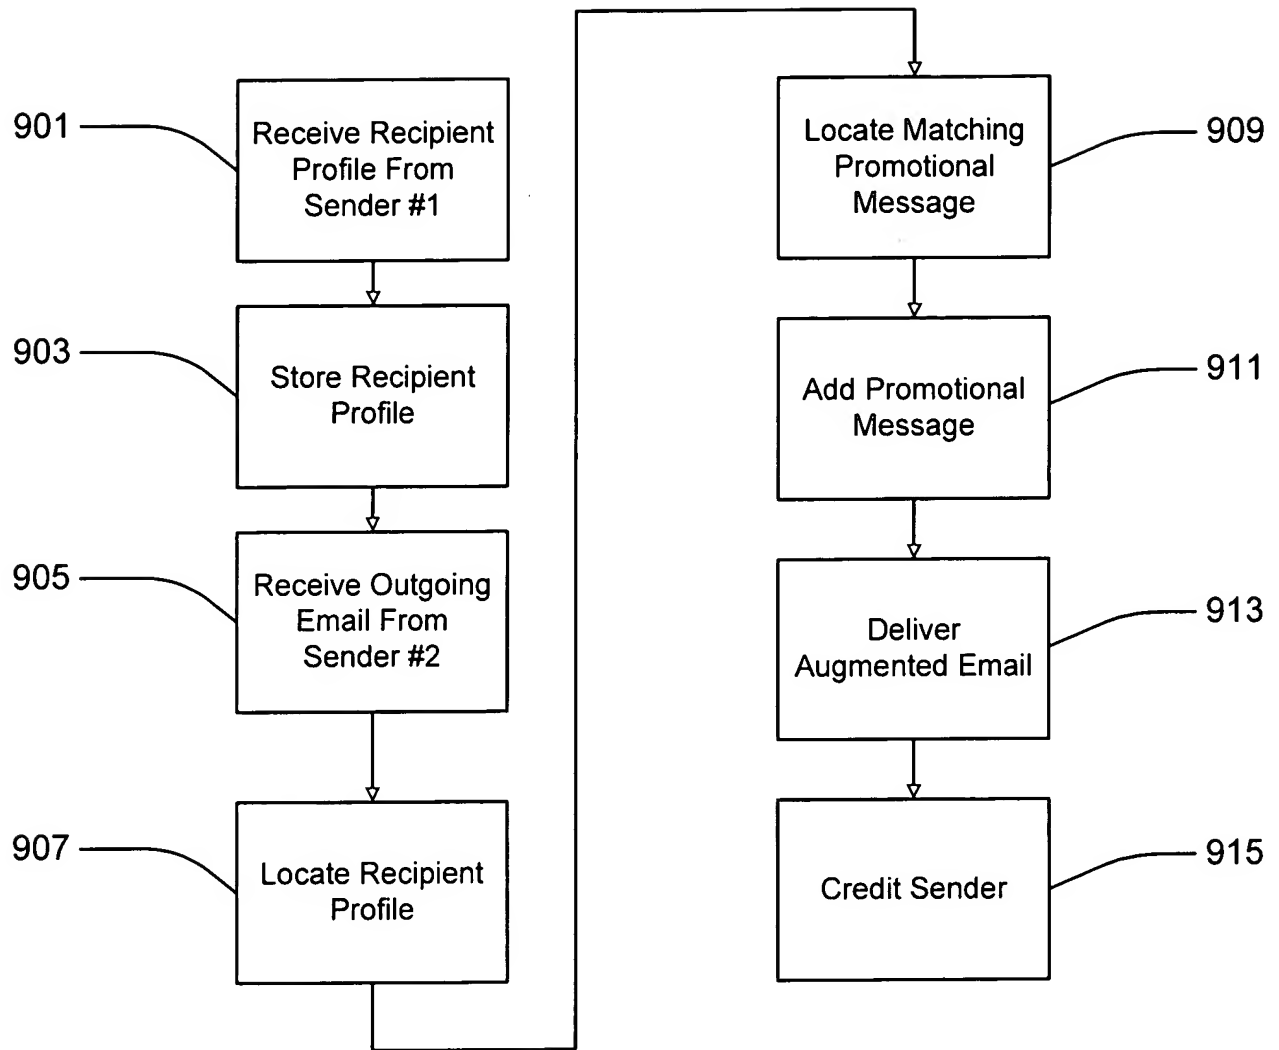 901
Receive Recipient
Profile From
Sender #1
903
Store Recipient
Profile
905
Receive Outgoing
Email From
Sender #2
907
Locate Recipient
Profile
Locate Matching
Promotional
Message
909
Add Promotional
Message
911
Deliver
Augmented Email
913
Credit Sender
915